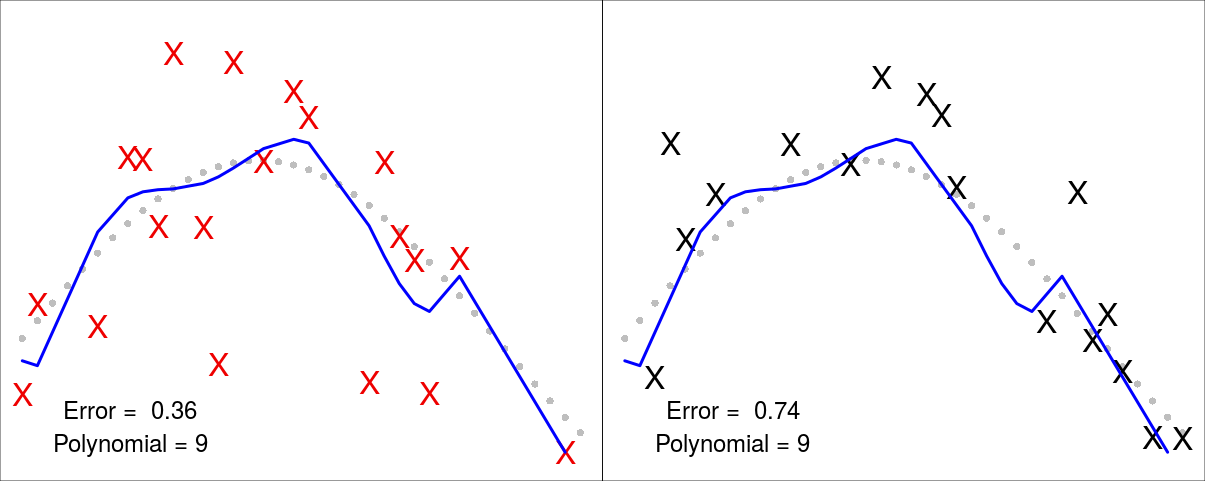 Error = 0.36
Polynomial = 9
Error = 0.74
Polynomial = 9